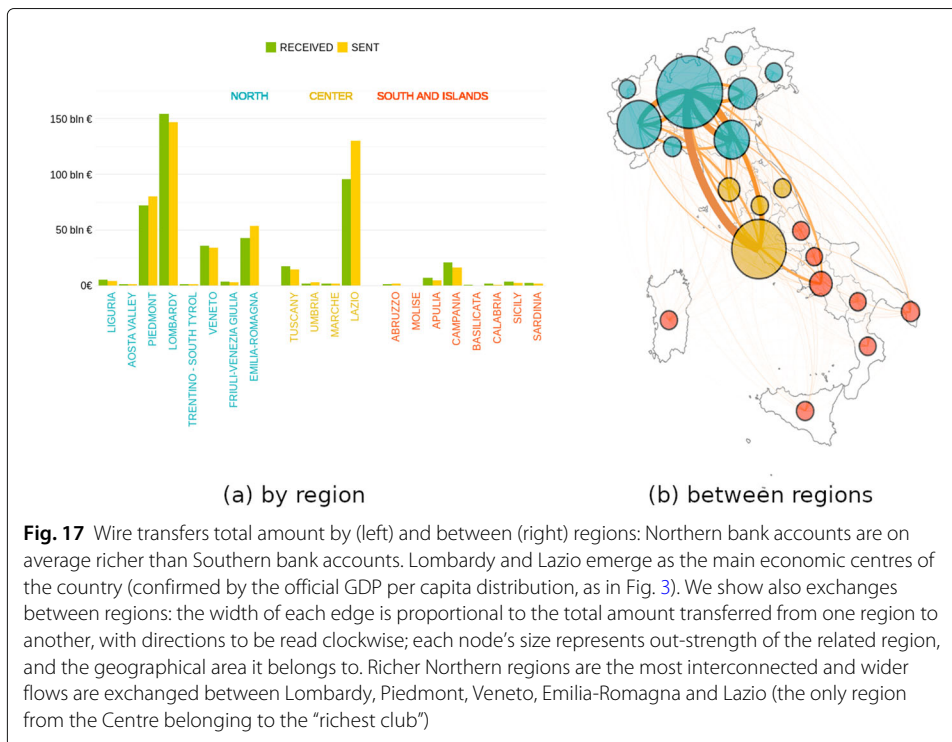 RECEIVED SENT
NORTH CENTER SOUTH AND ISLANDS
150 bln €
100 bln €
50 bln €
0€
LIGURIA
AOSTA VALLEY
PIEDMONT
LOMBARDY
TRENTINO - SOUTH TYROL
VENETO
FRIULI-VENEZIA GIULIA
EMILIA-ROMAGNA
TUSCANY
UMBRIA
MARCHE
LAZIO
ABRUZZO
MOLISE
APULIA
CAMPANIA
BASILICATA
CALABRIA
SICILY
SARDINIA
(a) by region
(b) between regions
Fig. 17 Wire transfers total amount by (left) and between (right) regions: Northern bank accounts are on
average richer than Southern bank accounts. Lombardy and Lazio emerge as the main economic centres of
the country (confirmed by the official GDP per capita distribution, as in Fig. 3). We show also exchanges
between regions: the width of each edge is proportional to the total amount transferred from one region to
another, with directions to be read clockwise; each node's size represents out-strength of the related region,
and the geographical area it belongs to. Richer Northern regions are the most interconnected and wider
flows are exchanged between Lombardy, Piedmont, Veneto, Emilia-Romagna and Lazio (the only region
from the Centre belonging to the “richest club”)